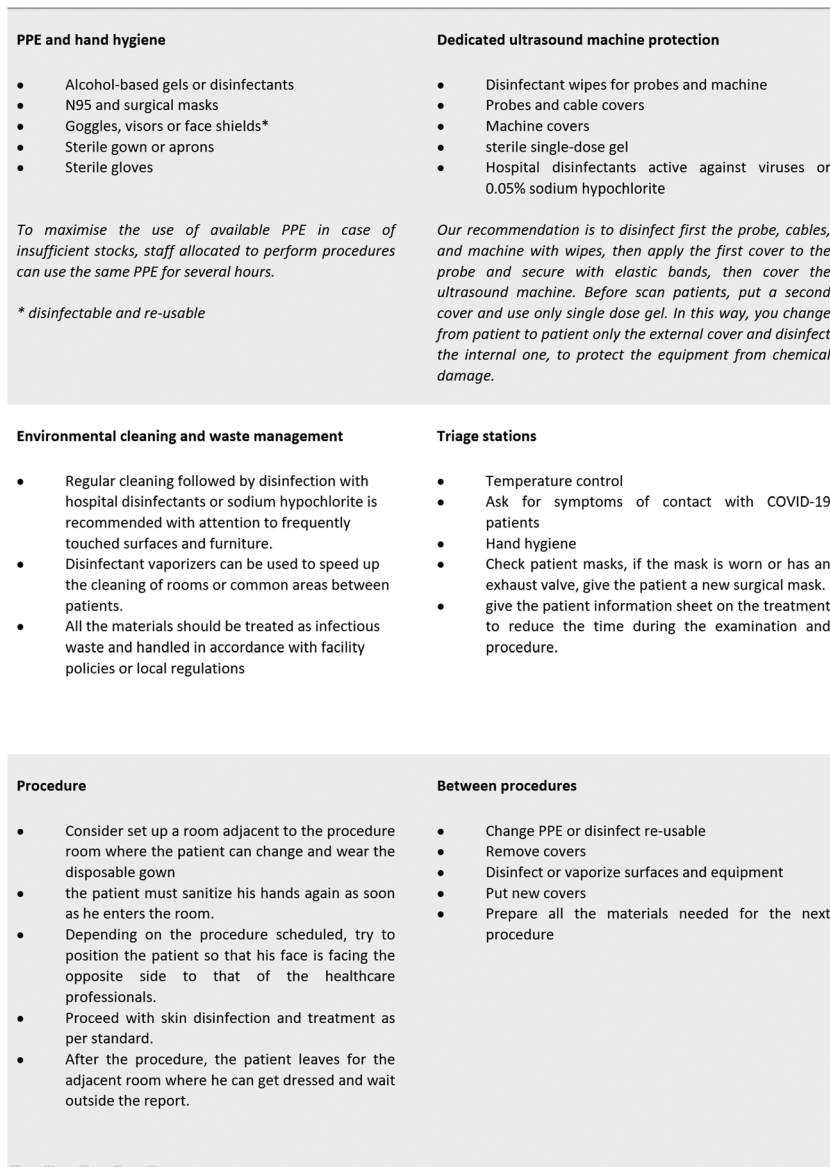 PPE and hand hygiene
• Alcohol-based gels or disinfectants
• N95 and surgical masks
• Goggles, visors or face shields*
• Sterile gown or aprons
• Sterile gloves
To maximise the use of available PPE in case of
insufficient stocks, staff allocated to perform procedures
can use the same PPE for several hours.
* disinfectable and re-usable
Dedicated ultrasound machine protection
• Disinfectant wipes for probes and machine
• Probes and cable covers
• Machine covers
• sterile single-dose gel
• Hospital disinfectants active against viruses or
0.05% sodium hypochlorite
Our recommendation is to disinfect first the probe, cables,
and machine with wipes, then apply the first cover to the
probe and secure with elastic bands, then cover the
ultrasound machine. Before scan patients, put a second
cover and use only single dose gel. In this way, you change
from patient to patient only the external cover and disinfect
the internal one, to protect the equipment from chemical
damage.
Environmental cleaning and waste management
• Regular cleaning followed by disinfection with
hospital disinfectants or sodium hypochlorite is
recommended with attention to frequently
touched surfaces and furniture.
• Disinfectant vaporizers can be used to speed up
the cleaning of rooms or common areas between
patients.
• All the materials should be treated as infectious
waste and handled in accordance with facility
policies or local regulations
Triage stations
• Temperature control
• Ask for symptoms of contact with COVID-19
patients
• Hand hygiene
• Check patient masks, if the mask is worn or has an
exhaust valve, give the patient a new surgical mask.
• give the patient information sheet on the treatment
to reduce the time during the examination and
procedure.
Procedure
• Consider set up a room adjacent to the procedure
room where the patient can change and wear the
disposable gown
• the patient must sanitize his hands again as soon
as he enters the room.
• Depending on the procedure scheduled, try to
position the patient so that his face is facing the
opposite side to that of the healthcare
professionals.
• Proceed with skin disinfection and treatment as
per standard.
• After the procedure, the patient leaves for the
adjacent room where he can get dressed and wait
outside the report.
Between procedures
• Change PPE or disinfect re-usable
• Remove covers
• Disinfect or vaporize surfaces and equipment
• Put new covers
• Prepare all the materials needed for the next
procedure